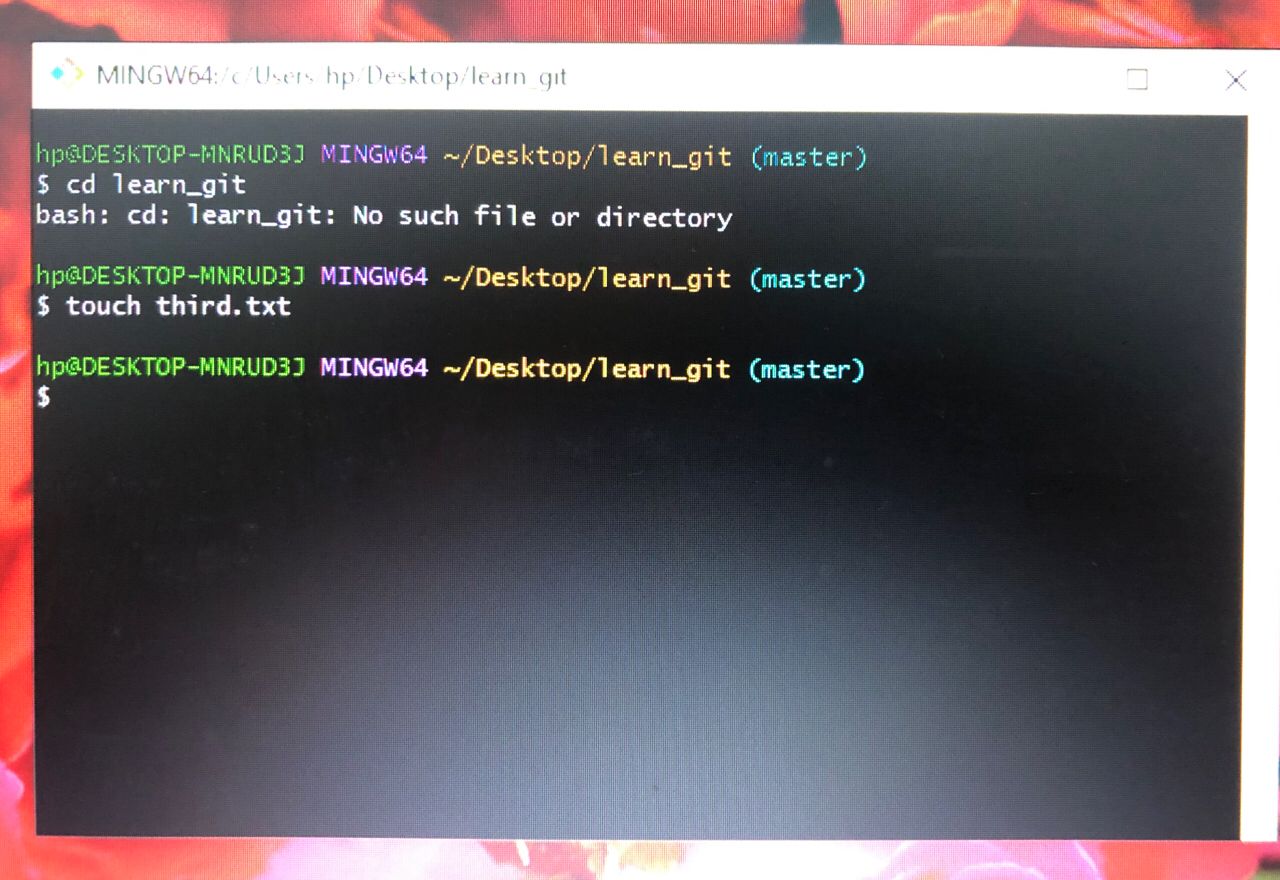 MINGW64:/c/Users/hp/Desktop/learn_git
hp@DESKTOP-MNRUD3J MINGW64 ~/Desktop/learn_git (master)
$ cd learn_git
bash: cd: learn_git: No such file or directory
hp@DESKTOP-MNRUD3J MINGW64 ~/Desktop/learn_git (master)
$ touch third.txt
hp@DESKTOP-MNRUD3J MINGW64 ~/Desktop/learn_git (master)
$